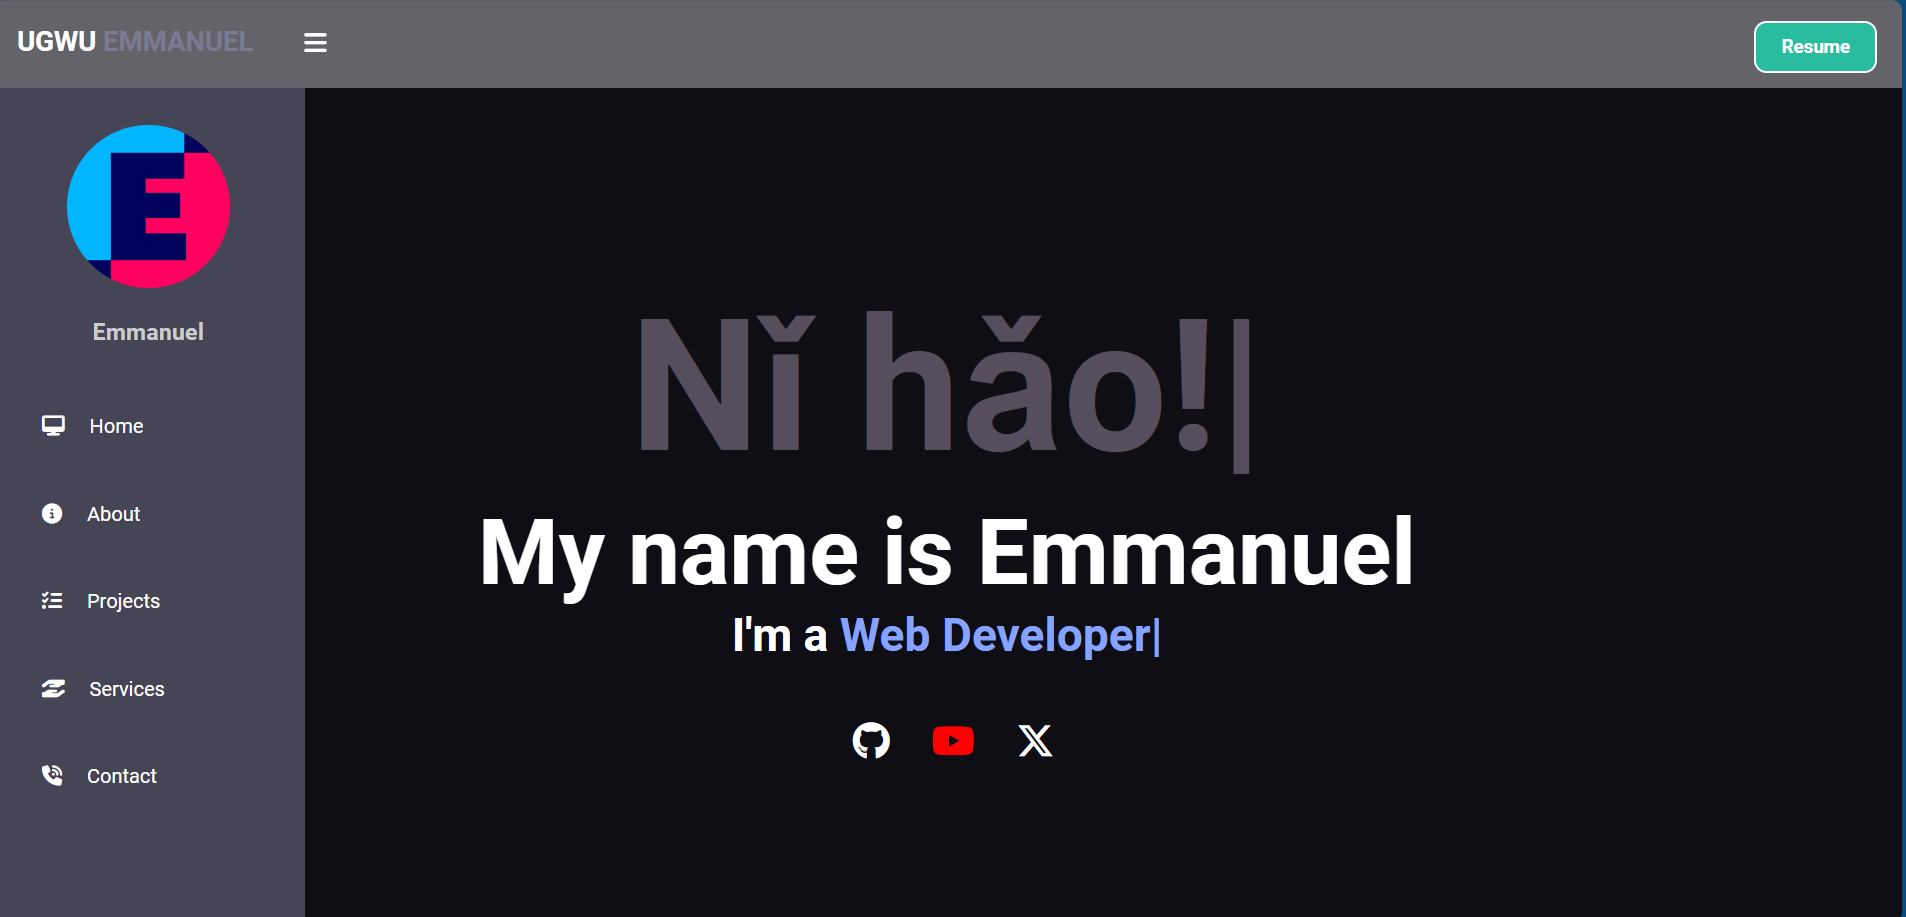 UGWU EMMANUEL
Resume
E
Emmanuel
Home
About
Projects
Services
Contact
Nǐ hǎo!|
My name is Emmanuel
I'm a Web Developer|